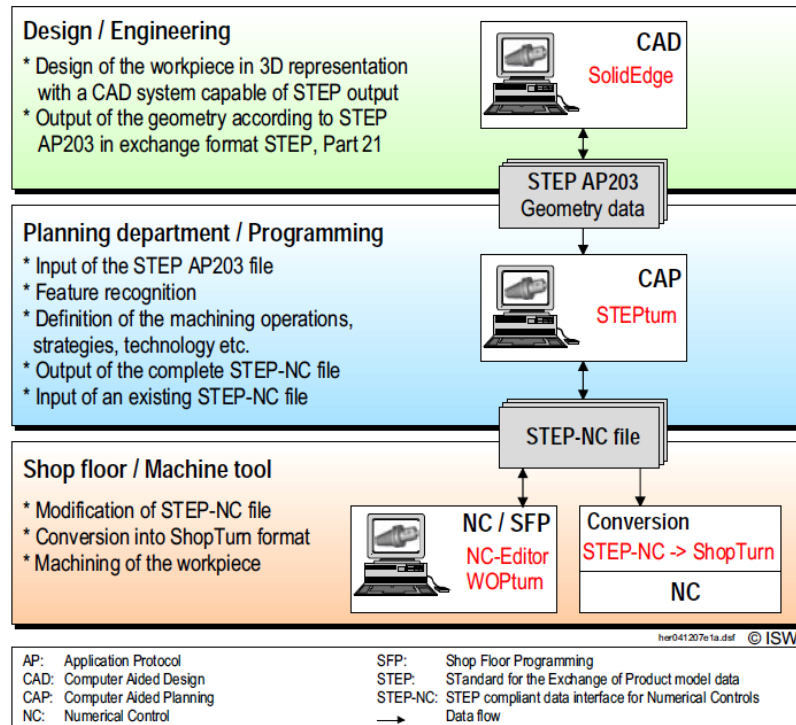 Design / Engineering
* Design of the workpiece in 3D representation
with a CAD system capable of STEP output
* Output of the geometry according to STEP
AP203 in exchange format STEP, Part 21
CAD
SolidEdge
STEP AP203
Geometry data
Planning department / Programming
* Input of the STEP AP203 file
* Feature recognition
* Definition of the machining operations,
strategies, technology etc.
* Output of the complete STEP-NC file
* Input of an existing STEP-NC file
CAP
STEPturn
STEP-NC file
Shop floor / Machine tool
* Modification of STEP-NC file
* Conversion into ShopTurn format
* Machining of the workpiece
NC / SFP
NC-Editor
WOPturn
Conversion
STEP-NC -> ShopTurn
NC
her041207e1a.dsf © ISW
AP: Application Protocol
CAD: Computer Aided Design
CAP: Computer Aided Planning
NC: Numerical Control
SFP: Shop Floor Programming
STEP: STandard for the Exchange of Product model data
STEP-NC: STEP compliant data interface for Numerical Controls
Data flow